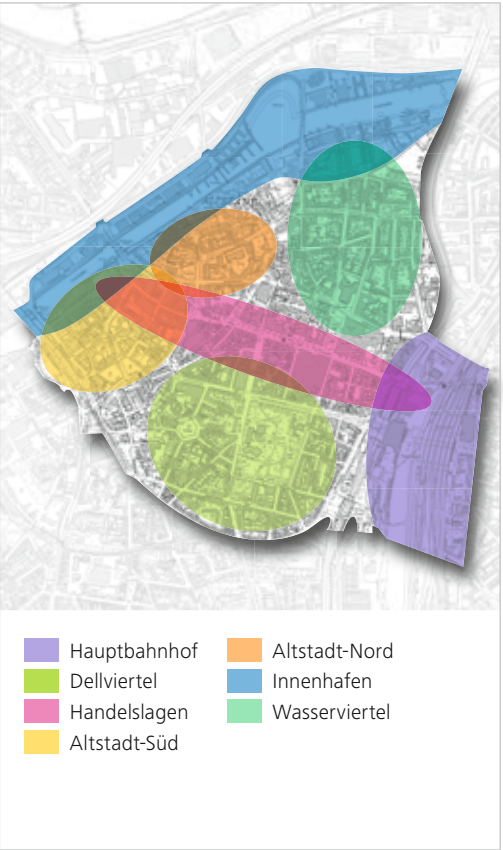 Hauptbahnhof
Dellviertel
Handelslagen
Altstadt-Süd
Altstadt-Nord
Innenhafen
Wasserviertel